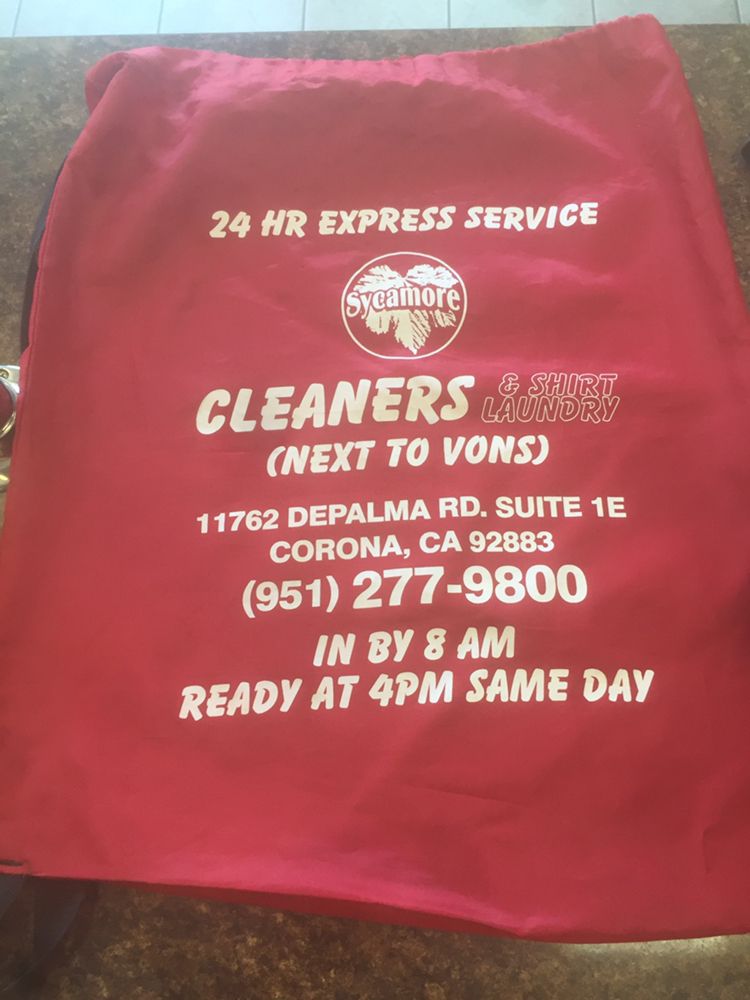 24 HR EXPRESS SERVICE
Sycamore
CLEANERS & SHIRT LAUNDRY
(NEXT TO VONS)
11762 DEPALMA RD. SUITE 1E
CORONA, CA 92883
(951) 277-9800
IN BY 8 AM
READY AT 4PM SAME DAY